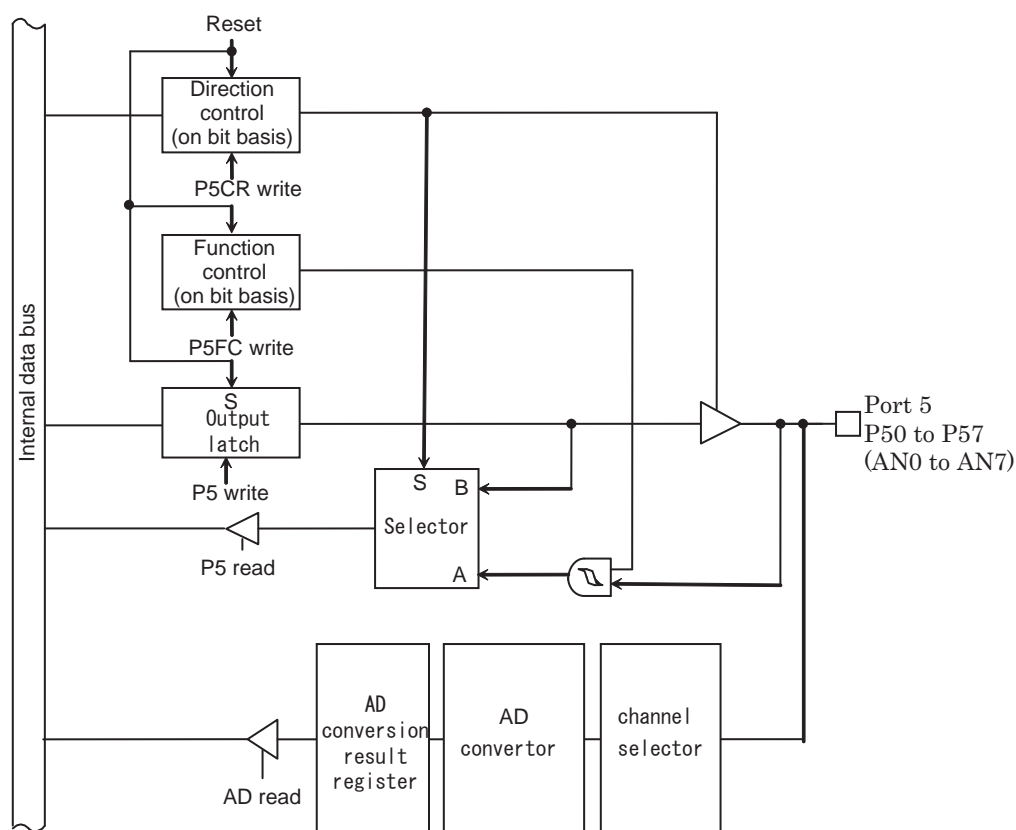 Reset
Direction
control
(on bit basis)
P5CR write
Function
control
(on bit basis)
P5FC write
S
Output
latch
P5 write
Internal data bus
Port 5
P50 to P57
(AN0 to AN7)
S
B
Selector
A
P5 read
AD
conversion
result
register
AD
convertor
channel
selector
AD read